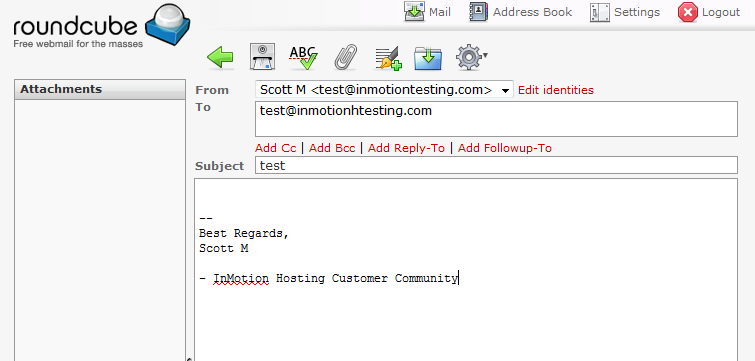 roundcube
Free webmail for the masses
Mail Address Book Settings Logout
ABC
Attachments
From Scott M <test@inmotiontesting.com> Edit identities
To test@inmotionhtesting.com
Add Cc | Add Bcc | Add Reply-To | Add Followup-To
Subject test
--
Best Regards,
Scott M
- InMotion Hosting Customer Community